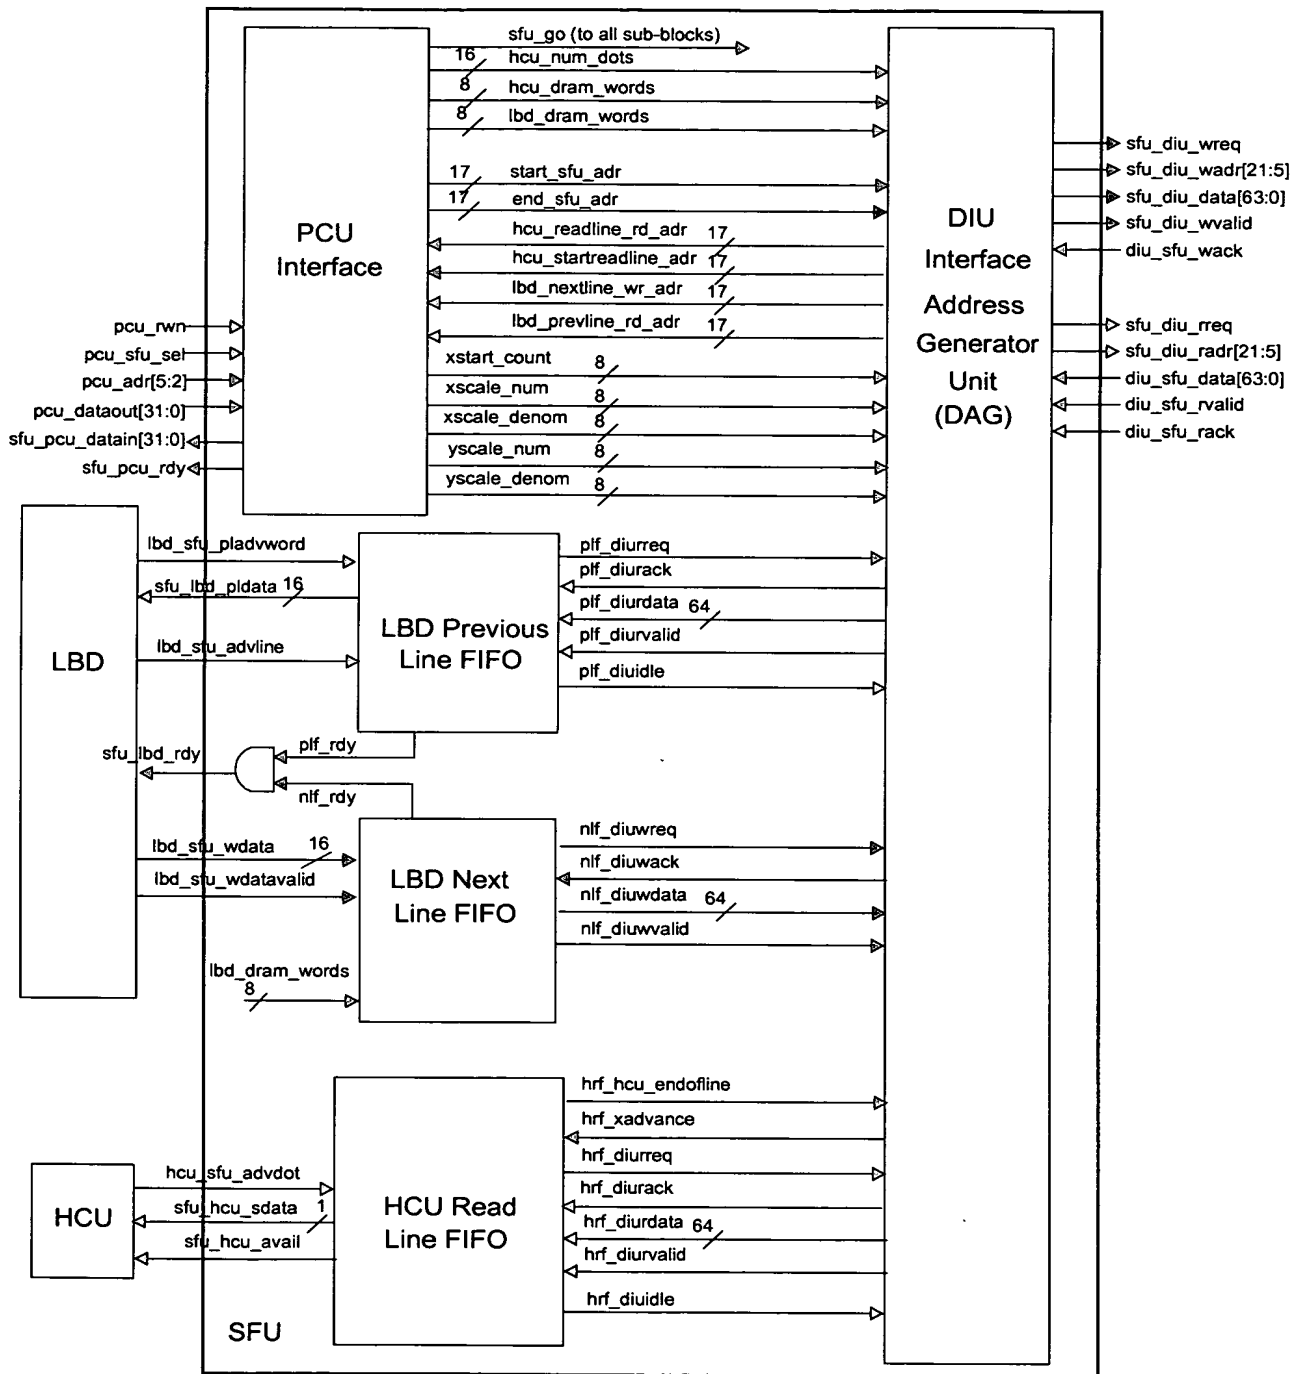 sfu_go (to all sub-blocks)
16
hcu_num_dots
8
hcu_dram_words
8
lbd_dram_words
17
start_sfu_adr
17
end_sfu_adr
hcu_readline_rd_adr
17
hcu_startreadline_adr
17
lbd_nextline_wr_adr
17
lbd_prevline_rd_adr
17
xstart_count
8
xscale_num
8
xscale_denom
8
yscale_num
8
yscale_denom
8
PCU
Interface
pcu_rwn
pcu_sfu_sel
pcu_adr[5:2]
pcu_dataout[31:0]
sfu_pcu_datain[31:0]
sfu_pcu_rdy
DIU
Interface
Address
Generator
Unit
(DAG)
sfu_diu_wreq
sfu_diu_wadr[21:5]
sfu_diu_data[63:0]
sfu_diu_wvalid
diu_sfu_wack
sfu_diu_rreq
sfu_diu_radr[21:5]
diu_sfu_data[63:0]
diu_sfu_rvalid
diu_sfu_rack
LBD
lbd_sfu_pladvword
sfu_lbd_pldata
16
lbd_sfu_advline
LBD Previous
Line FIFO
plf_diurreq
plf_diurack
plf_diurdata
64
plf_diurvalid
plf_diuidle
sfu_lbd_rdy
plf_rdy
nlf_rdy
lbd_sfu_wdata
16
lbd_sfu_wdatavalid
lbd_dram_words
8
LBD Next
Line FIFO
nlf_diuwreq
nlf_diuwack
nlf_diuwdata
64
nlf_diuwvalid
HCU
hcu_sfu_advdot
sfu_hcu_sdata
1
sfu_hcu_avail
HCU Read
Line FIFO
hrf_hcu_endofline
hrf_xadvance
hrf_diurreq
hrf_diurack
hrf_diurdata
64
hrf_diurvalid
hrf_diuidle
SFU